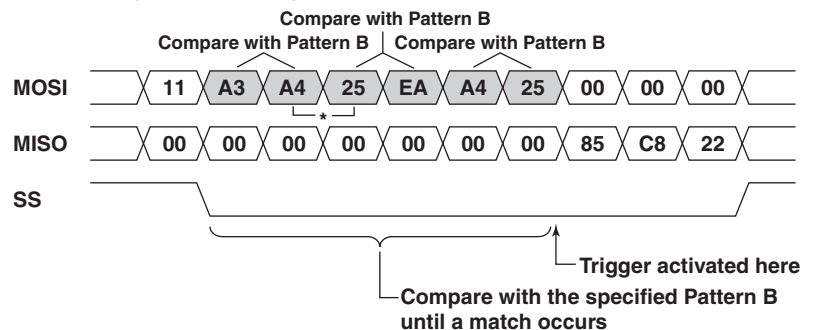 Compare with Pattern B
Compare with Pattern B Compare with Pattern B
MOSI 11 A3 A4 25 EA A4 25 00 00 00
*
MISO 00 00 00 00 00 00 00 85 C8 22
SS
Trigger activated here
Compare with the specified Pattern B
until a match occurs